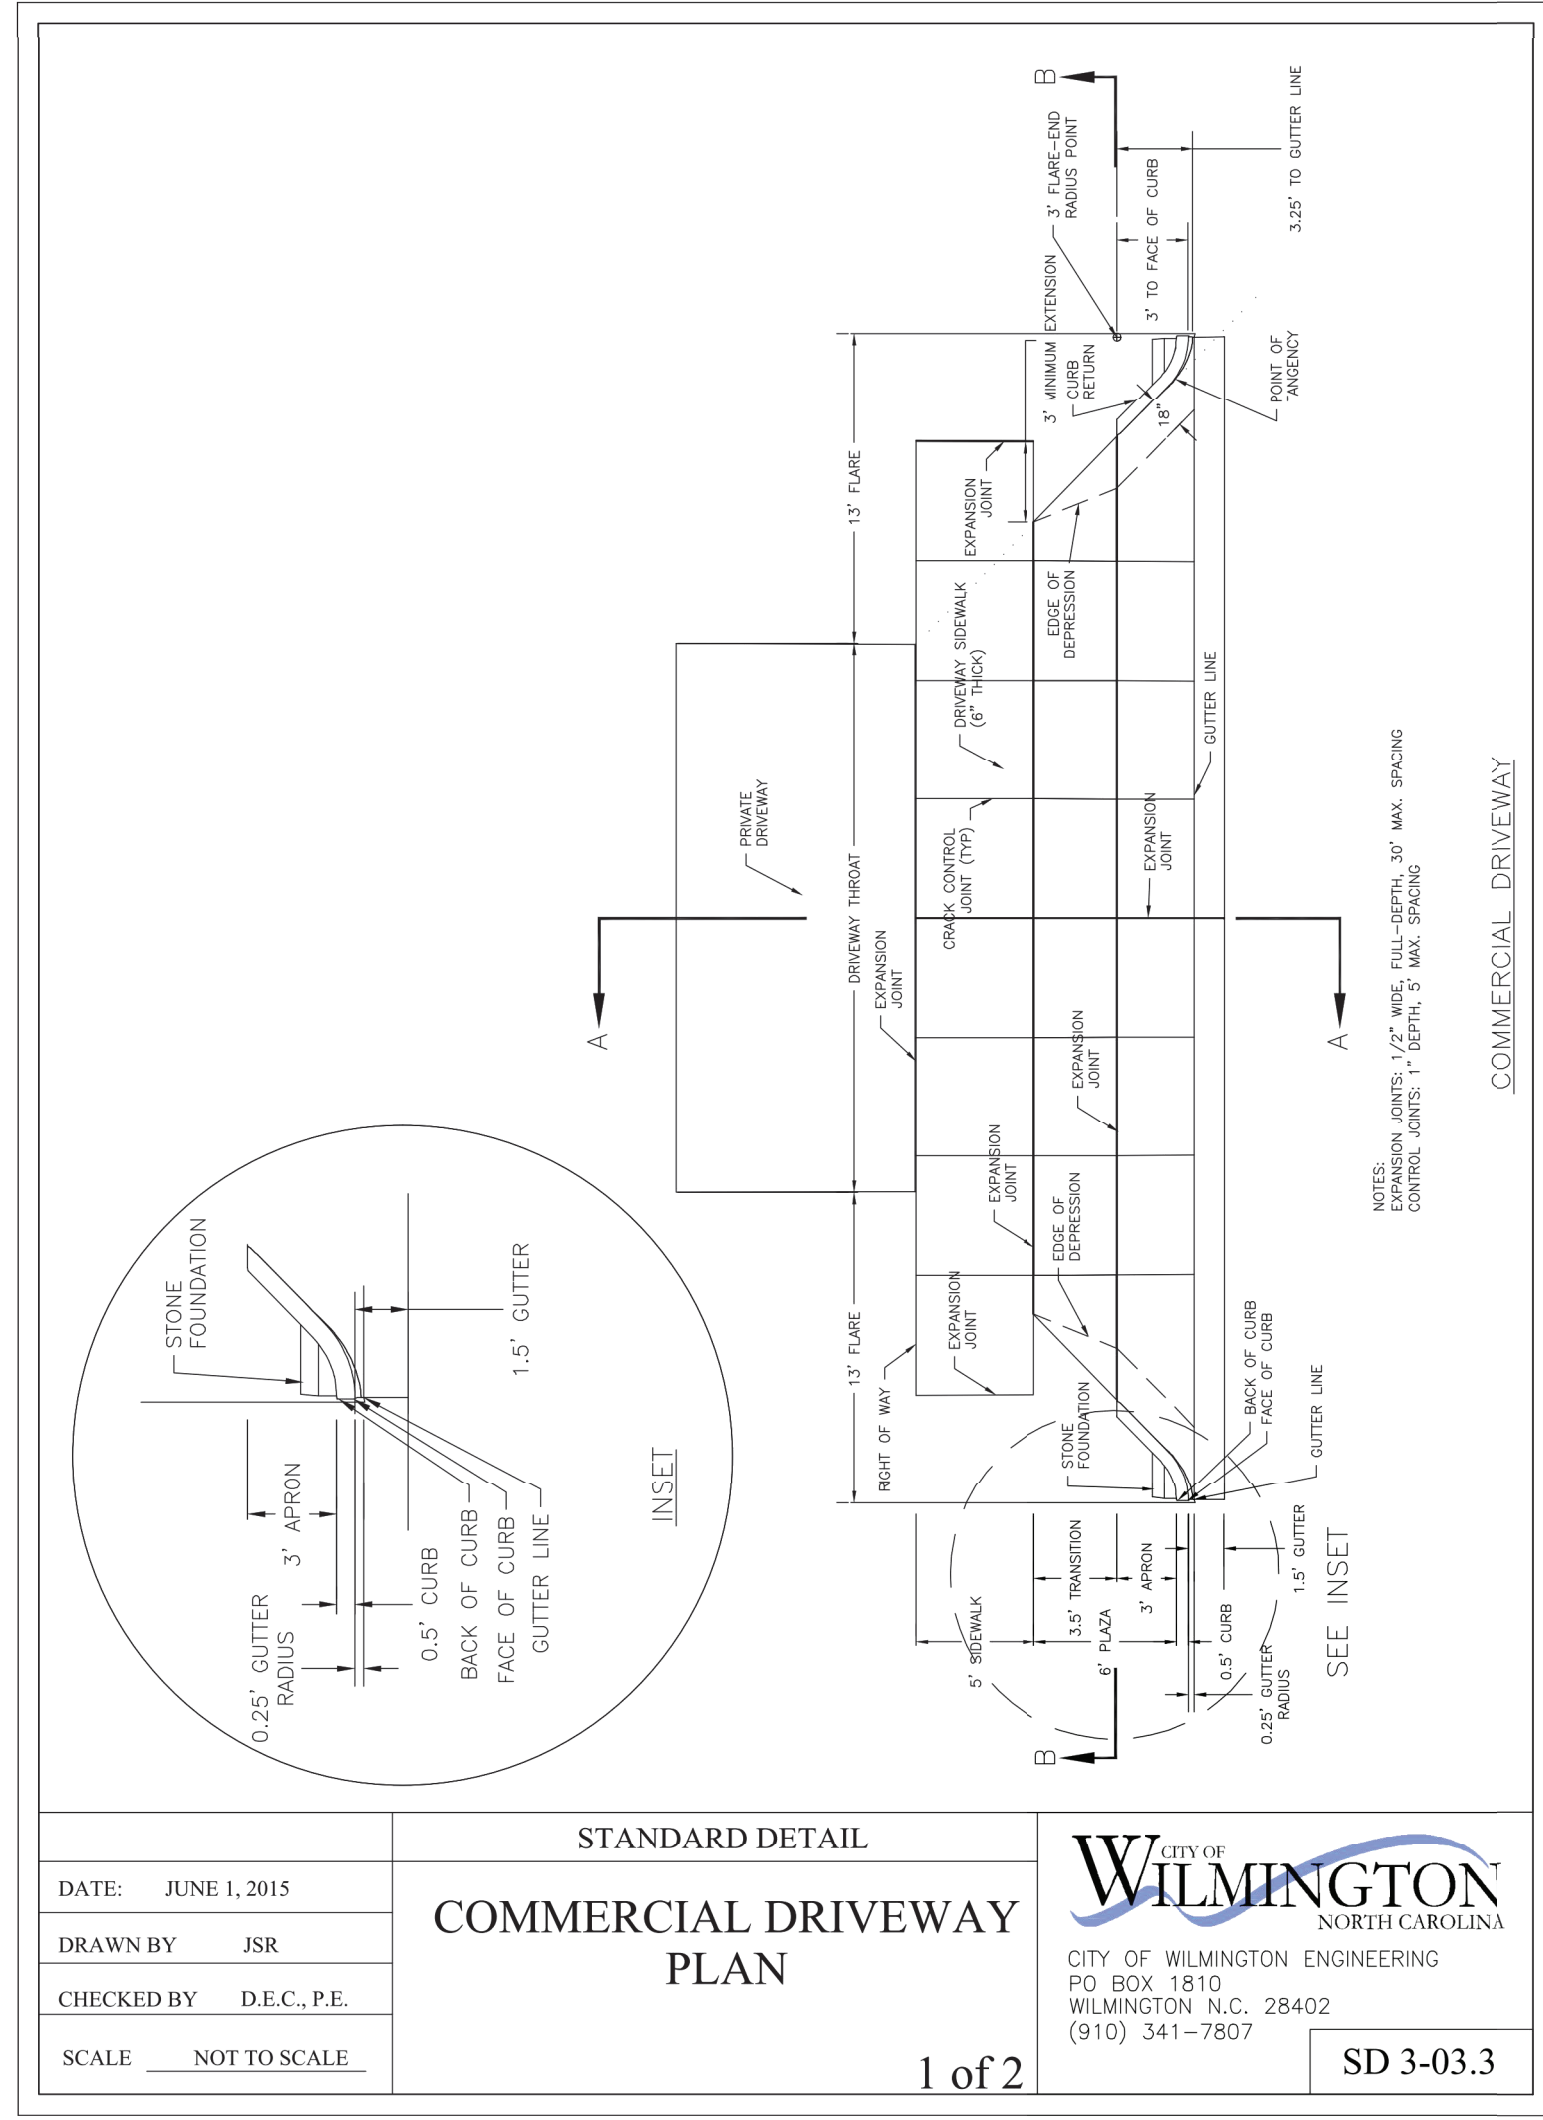 B
3' FLARE-END
RADIUS POINT
3.25' TO GUTTER LINE
3' TO FACE OF CURB
3' MINIMUM EXTENSION
CURB
RETURN
18"
POINT OF
ANGENCY
13' FLARE
EXPANSION
JOINT
EDGE OF
DEPRESSION
DRIVEWAY SIDEWALK
(6" THICK)
GUTTER LINE
PRIVATE
DRIVEWAY
CRACK CONTROL
JOINT (TYP)
EXPANSION
JOINT
DRIVEWAY THROAT
EXPANSION
JOINT
A
A
EXPANSION
JOINT
EXPANSION
JOINT
EDGE OF
DEPRESSION
EXPANSION
JOINT
13' FLARE
RIGHT OF WAY
STONE
FOUNDATION
BACK OF CURB
FACE OF CURB
GUTTER LINE
5' SIDEWALK
3.5' TRANSITION
6' PLAZA
3' APRON
0.5' CURB
1.5' GUTTER
0.25' GUTTER
RADIUS
SEE INSET
B
NOTES:
EXPANSION JOINTS: 1/2" WIDE, FULL-DEPTH, 30' MAX. SPACING
CONTROL JOINTS: 1" DEPTH, 5' MAX. SPACING
COMMERCIAL DRIVEWAY
STONE
FOUNDATION
1.5' GUTTER
3' APRON
0.25' GUTTER
RADIUS
0.5' CURB
BACK OF CURB
FACE OF CURB
GUTTER LINE
INSET
STANDARD DETAIL
COMMERCIAL DRIVEWAY
PLAN
1 of 2
DATE: JUNE 1, 2015
DRAWN BY JSR
CHECKED BY D.E.C., P.E.
SCALE NOT TO SCALE
CITY OF
WILMINGTON
NORTH CAROLINA
CITY OF WILMINGTON ENGINEERING
PO BOX 1810
WILMINGTON N.C. 28402
(910) 341-7807
SD 3-03.3